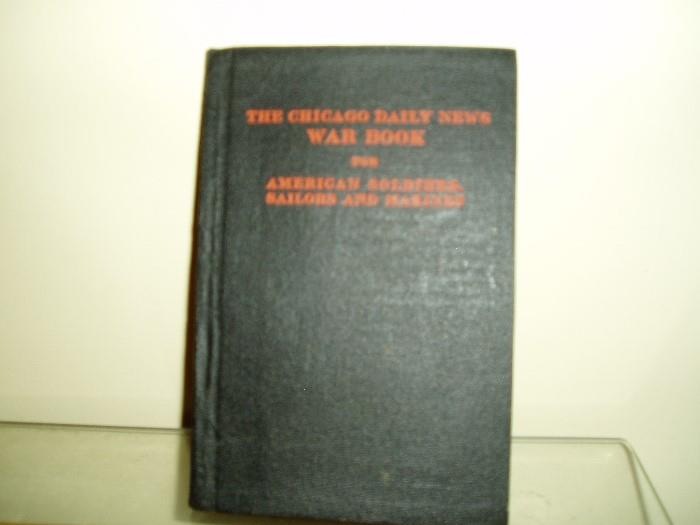 THE CHICAGO DAILY NEWS
WAR BOOK
FOR
AMERICAN SOLDIERS,
SAILORS AND MARINES